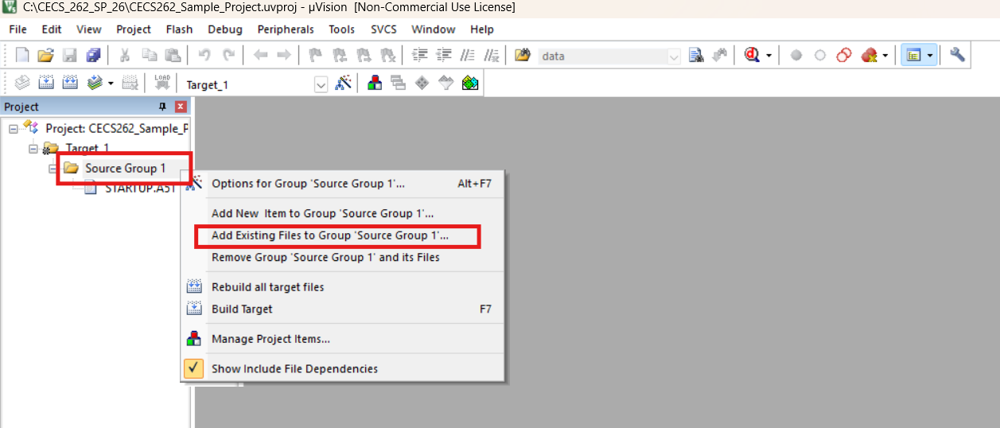 C:\CECS_262_SP_26\CECS262_Sample_Project.uvproj - µVision [Non-Commercial Use License]
File Edit View Project Flash Debug Peripherals Tools SVCS Window Help
data
LOAD Target_1
Project
Project: CECS262_Sample_P
Target_1
Source Group 1
STARTUP.A51
Options for Group 'Source Group 1'... Alt+F7
Add New Item to Group 'Source Group 1'...
Add Existing Files to Group 'Source Group 1'...
Remove Group 'Source Group 1' and its Files
Rebuild all target files
Build Target F7
Manage Project Items...
Show Include File Dependencies